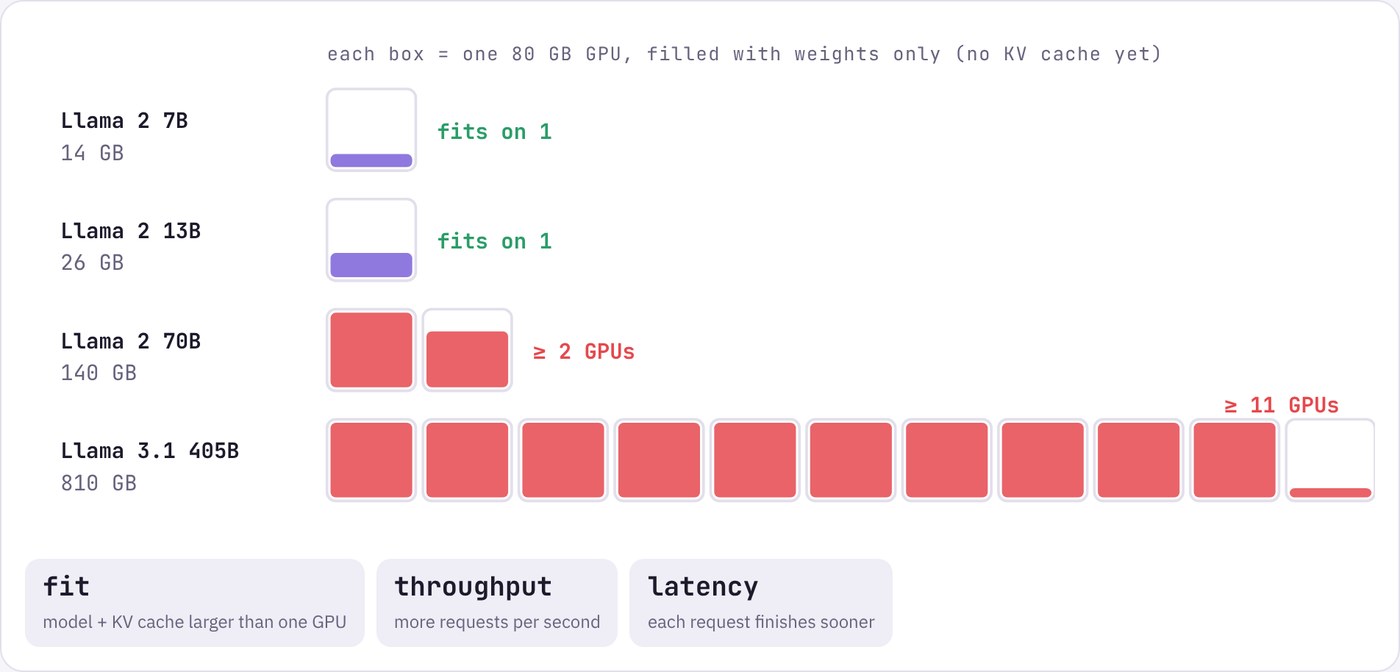 each box = one 80 GB GPU, filled with weights only (no KV cache yet)
Llama 2 7B
14 GB
fits on 1
Llama 2 13B
26 GB
fits on 1
Llama 2 70B
140 GB
≥ 2 GPUs
≥ 11 GPUs
Llama 3.1 405B
810 GB
fit
model + KV cache larger than one GPU
throughput
more requests per second
latency
each request finishes sooner